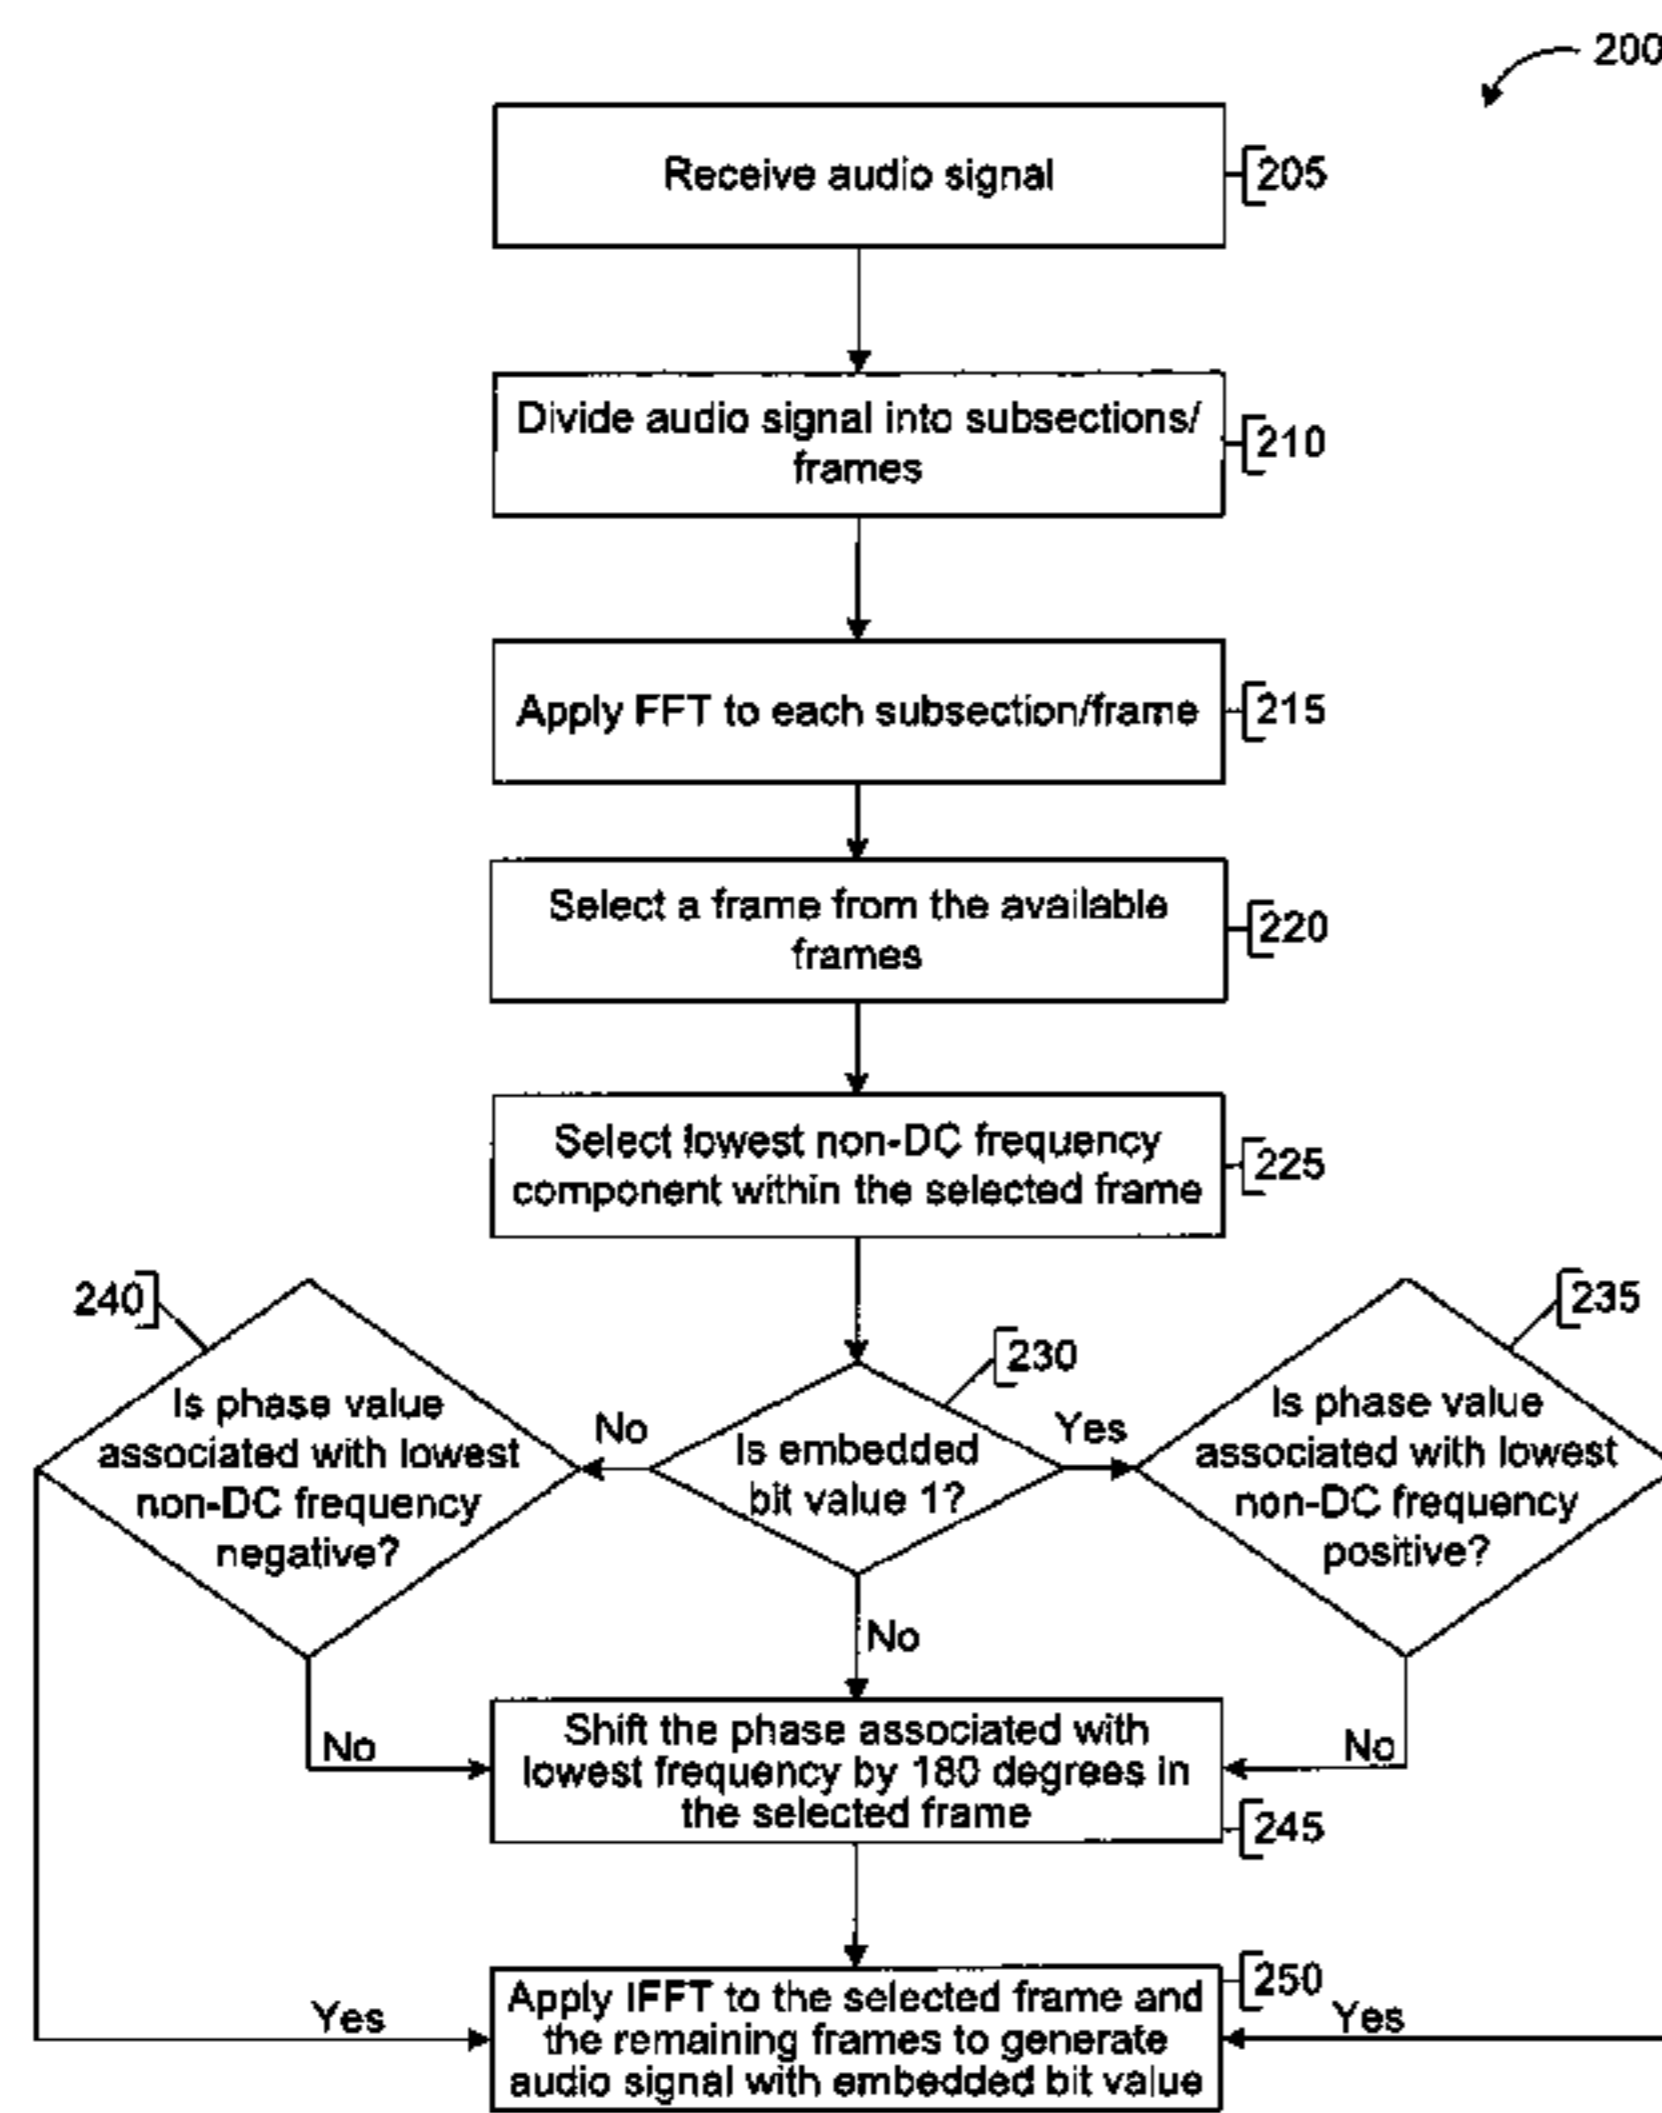 200
Receive audio signal
205
Divide audio signal into subsections/
frames
210
Apply FFT to each subsection/frame
215
Select a frame from the available
frames
220
Select lowest non-DC frequency
component within the selected frame
225
240
Is phase value
associated with lowest
non-DC frequency
negative?
No
230
Is embedded
bit value 1?
Yes
235
Is phase value
associated with lowest
non-DC frequency
positive?
No
No
No
Shift the phase associated with
lowest frequency by 180 degrees in
the selected frame
245
Yes
Apply IFFT to the selected frame and
the remaining frames to generate
audio signal with embedded bit value
250
Yes